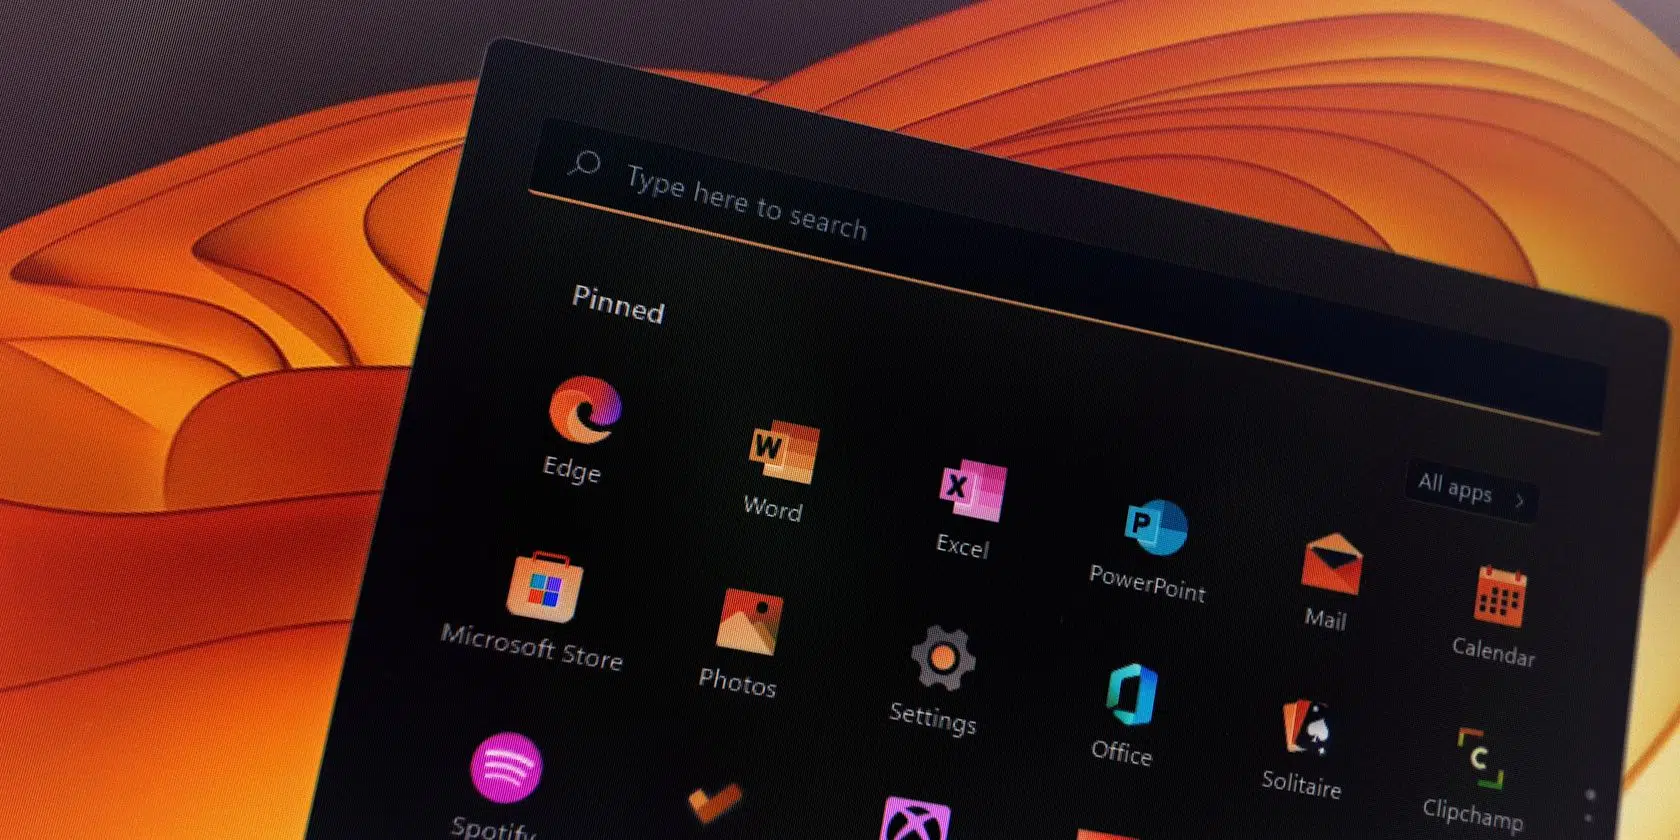 Type here to search
Pinned
All apps
Edge
W
Word
X
Excel
P
PowerPoint
Mail
Calendar
Microsoft Store
Photos
Settings
Office
Solitaire
C
Clipchamp
Spotify